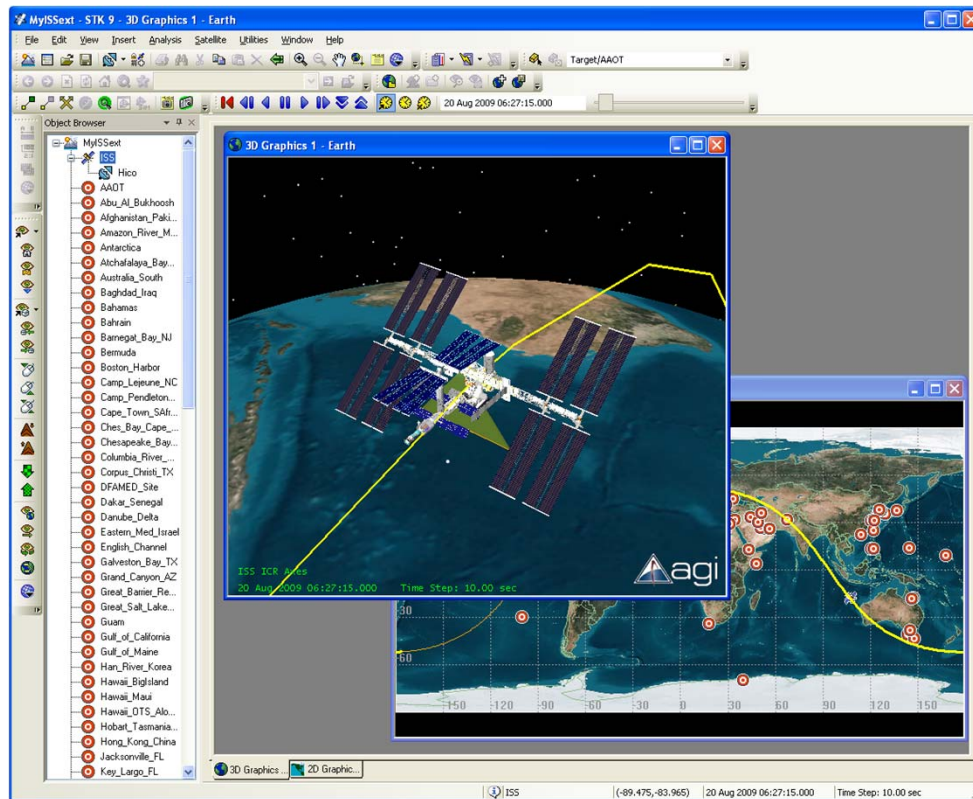 MyISSext - STK 9 - 3D Graphics 1 - Earth
File Edit View Insert Analysis Satellite Utilities Window Help
Target/AAOT
20 Aug 2009 06:27:15.000
Object Browser
MyISSext
ISS
Hico
AAOT
Abu_Al_Bukhoosh
Afghanistan_Paki...
Amazon_River_M...
Antarctica
Atchafalaya_Bay...
Australia_South
Baghdad_Iraq
Bahamas
Bahrain
Barnegat_Bay_NJ
Bermuda
Boston_Harbor
Camp_Lejeune_NC
Camp_Pendleton...
Cape_Town_SAfr...
Ches_Bay_Cape_...
Chesapeake_Bay...
Columbia_River_...
Corpus_Christi_TX
DFAMED_Site
Dakar_Senegal
Danube_Delta
Eastern_Med_Israel
English_Channel
Galveston_Bay_TX
Grand_Canyon_AZ
Great_Barrier_Re...
Great_Salt_Lake...
Guam
Gulf_of_California
Gulf_of_Maine
Han_River_Korea
Hawaii_BigIsland
Hawaii_Maui
Hawaii_OTS_Alo...
Hobart_Tasmania...
Hong_Kong_China
Jacksonville_FL
Key_Largo_FL
3D Graphics 1 - Earth
ISS ICR Axes
20 Aug 2009 06:27:15.000 Time Step: 10.00 sec
agi
-30
-60
150 -120 -90 -60 -30 0 30 60 90 120 150
3D Graphics ... 2D Graphic...
ISS (-89.475,-83.965) 20 Aug 2009 06:27:15.000 Time Step: 10.00 sec